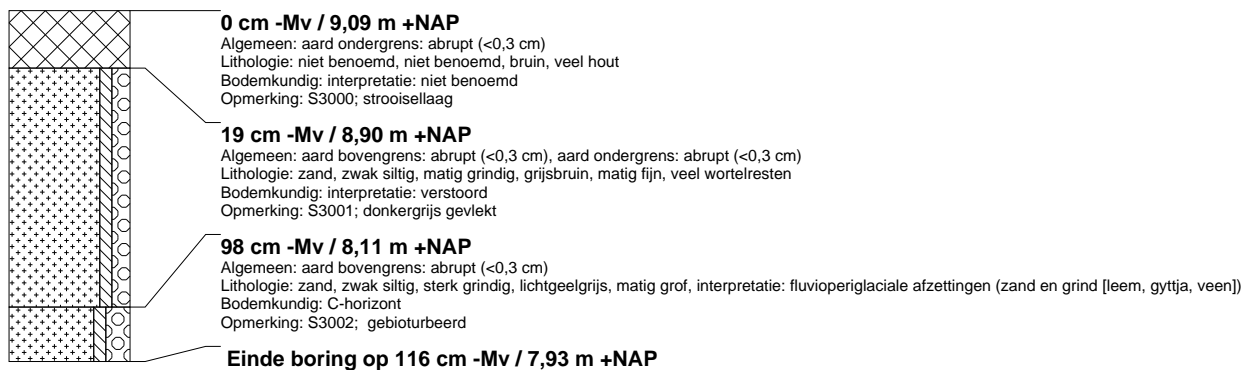 0 cm -Mv / 9,09 m +NAP
Algemeen: aard ondergrens: abrupt (<0,3 cm)
Lithologie: niet benoemd, niet benoemd, bruin, veel hout
Bodemkundig: interpretatie: niet benoemd
Opmerking: S3000; strooisellaag
19 cm -Mv / 8,90 m +NAP
Algemeen: aard bovengrens: abrupt (<0,3 cm), aard ondergrens: abrupt (<0,3 cm)
Lithologie: zand, zwak siltig, matig grindig, grijsbruin, matig fijn, veel wortelresten
Bodemkundig: interpretatie: verstoord
Opmerking: S3001; donkergrijs gevlekt
98 cm -Mv / 8,11 m +NAP
Algemeen: aard bovengrens: abrupt (<0,3 cm)
Lithologie: zand, zwak siltig, sterk grindig, lichtgeelgrijs, matig grof, interpretatie: fluvioperiglaciale afzettingen (zand en grind [leem, gyttja, veen])
Bodemkundig: C-horizont
Opmerking: S3002; gebioturbeerd
Einde boring op 116 cm -Mv / 7,93 m +NAP